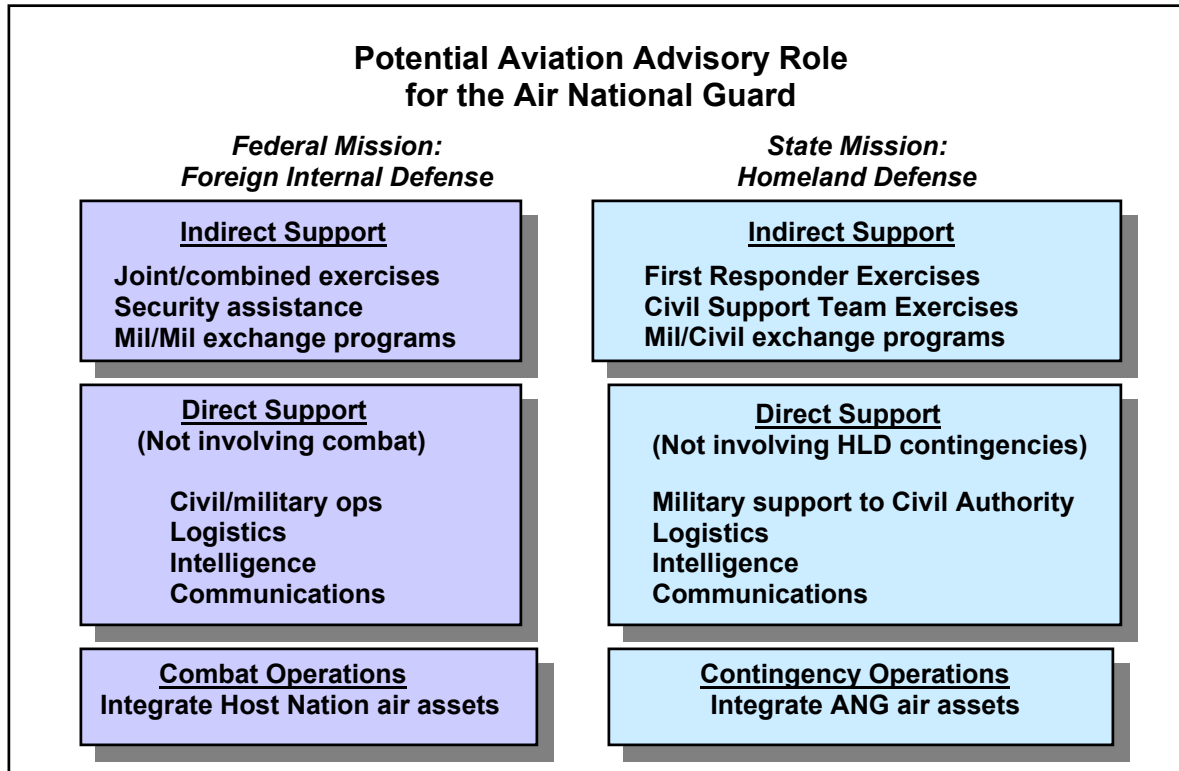 Potential Aviation Advisory Role
for the Air National Guard
Federal Mission:
Foreign Internal Defense
Indirect Support
Joint/combined exercises
Security assistance
Mil/Mil exchange programs
Direct Support
(Not involving combat)
Civil/military ops
Logistics
Intelligence
Communications
Combat Operations
Integrate Host Nation air assets
State Mission:
Homeland Defense
Indirect Support
First Responder Exercises
Civil Support Team Exercises
Mil/Civil exchange programs
Direct Support
(Not involving HLD contingencies)
Military support to Civil Authority
Logistics
Intelligence
Communications
Contingency Operations
Integrate ANG air assets